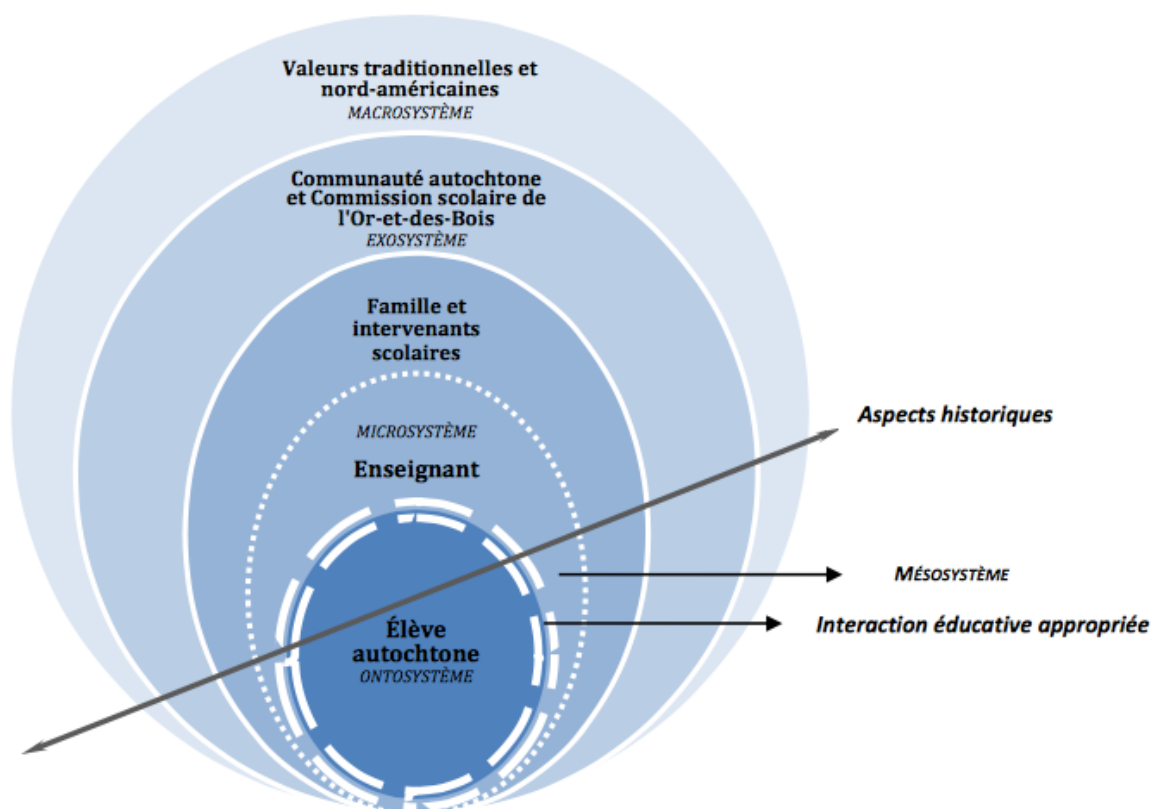 Valeurs traditionnelles et
nord-américaines
MACROSYSTÈME
Communauté autochtone
et Commission scolaire de
l'Or-et-des-Bois
EXOSYSTÈME
Famille et
intervenants
scolaires
MICROSYSTÈME
Enseignant
Aspects historiques
MÉSOSYSTÈME
Interaction éducative appropriée
Élève
autochtone
ONTOSYSTÈME